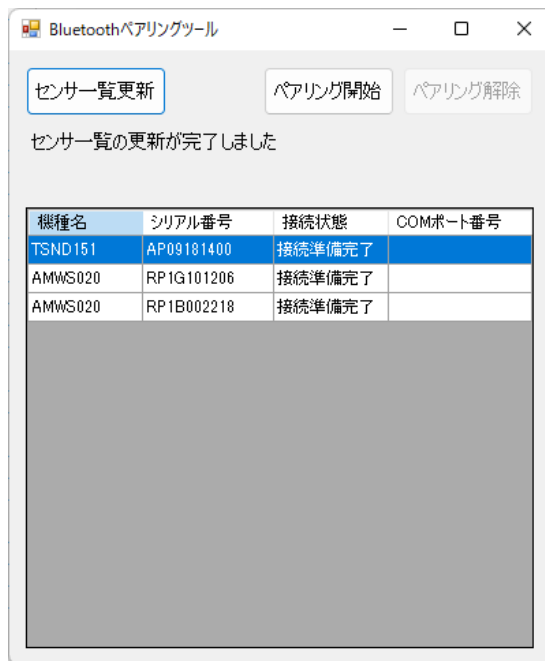 Bluetoothペアリングツール
センサ一覧更新 ペアリング開始 ペアリング解除
センサ一覧の更新が完了しました
機種名 シリアル番号 接続状態 COMポート番号
TSND151 AP09181400 接続準備完了
AMWS020 RP1G101206 接続準備完了
AMWS020 RP1B002218 接続準備完了